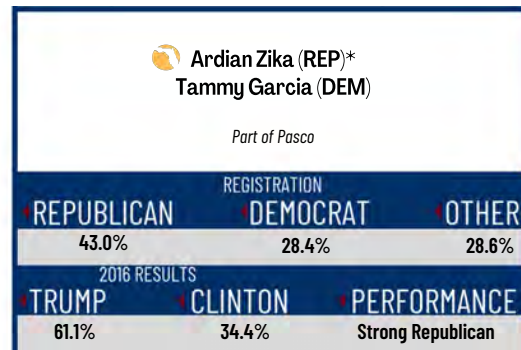 Ardian Zika (REP)*
Tammy Garcia (DEM)
Part of Pasco
REGISTRATION
REPUBLICAN DEMOCRAT OTHER
43.0% 28.4% 28.6%
2016 RESULTS
TRUMP CLINTON PERFORMANCE
61.1% 34.4% Strong Republican